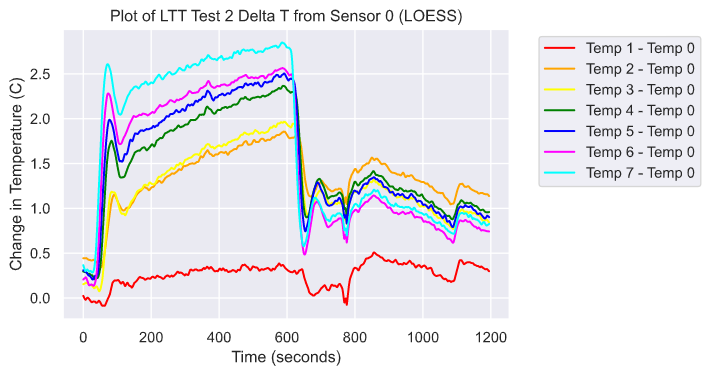 Plot of LTT Test 2 Delta T from Sensor 0 (LOESS)
Change in Temperature (C)
2.5
2.0
1.5
1.0
0.5
0.0
0 200 400 600 800 1000 1200
Time (seconds)
Temp 1 - Temp 0
Temp 2 - Temp 0
Temp 3 - Temp 0
Temp 4 - Temp 0
Temp 5 - Temp 0
Temp 6 - Temp 0
Temp 7 - Temp 0